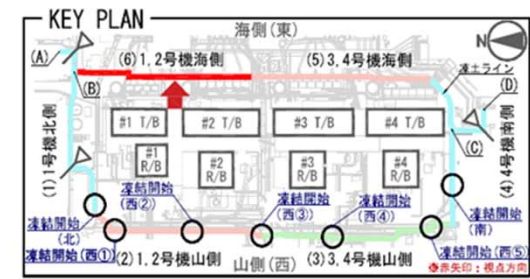 KEY PLAN
海側(東)
N
(A)
(6)1,2号機海側
(5)3,4号機海側
凍土ライン
(B)
(D)
#1 T/B
#2 T/B
#3 T/B
#4 T/B
(C)
(1)1号機北側
(4)4号機南側
#1
R/B
#2
R/B
#3
R/B
#4
R/B
凍結開始
(西②)
凍結開始
(西③)
凍結開始
(西④)
凍結開始
(北)
凍結開始
(南)
凍結開始
(西①)
(2)1,2号機山側
山側(西)
(3)3,4号機山側
凍結開始(西⑤)
※赤矢印:視点方向